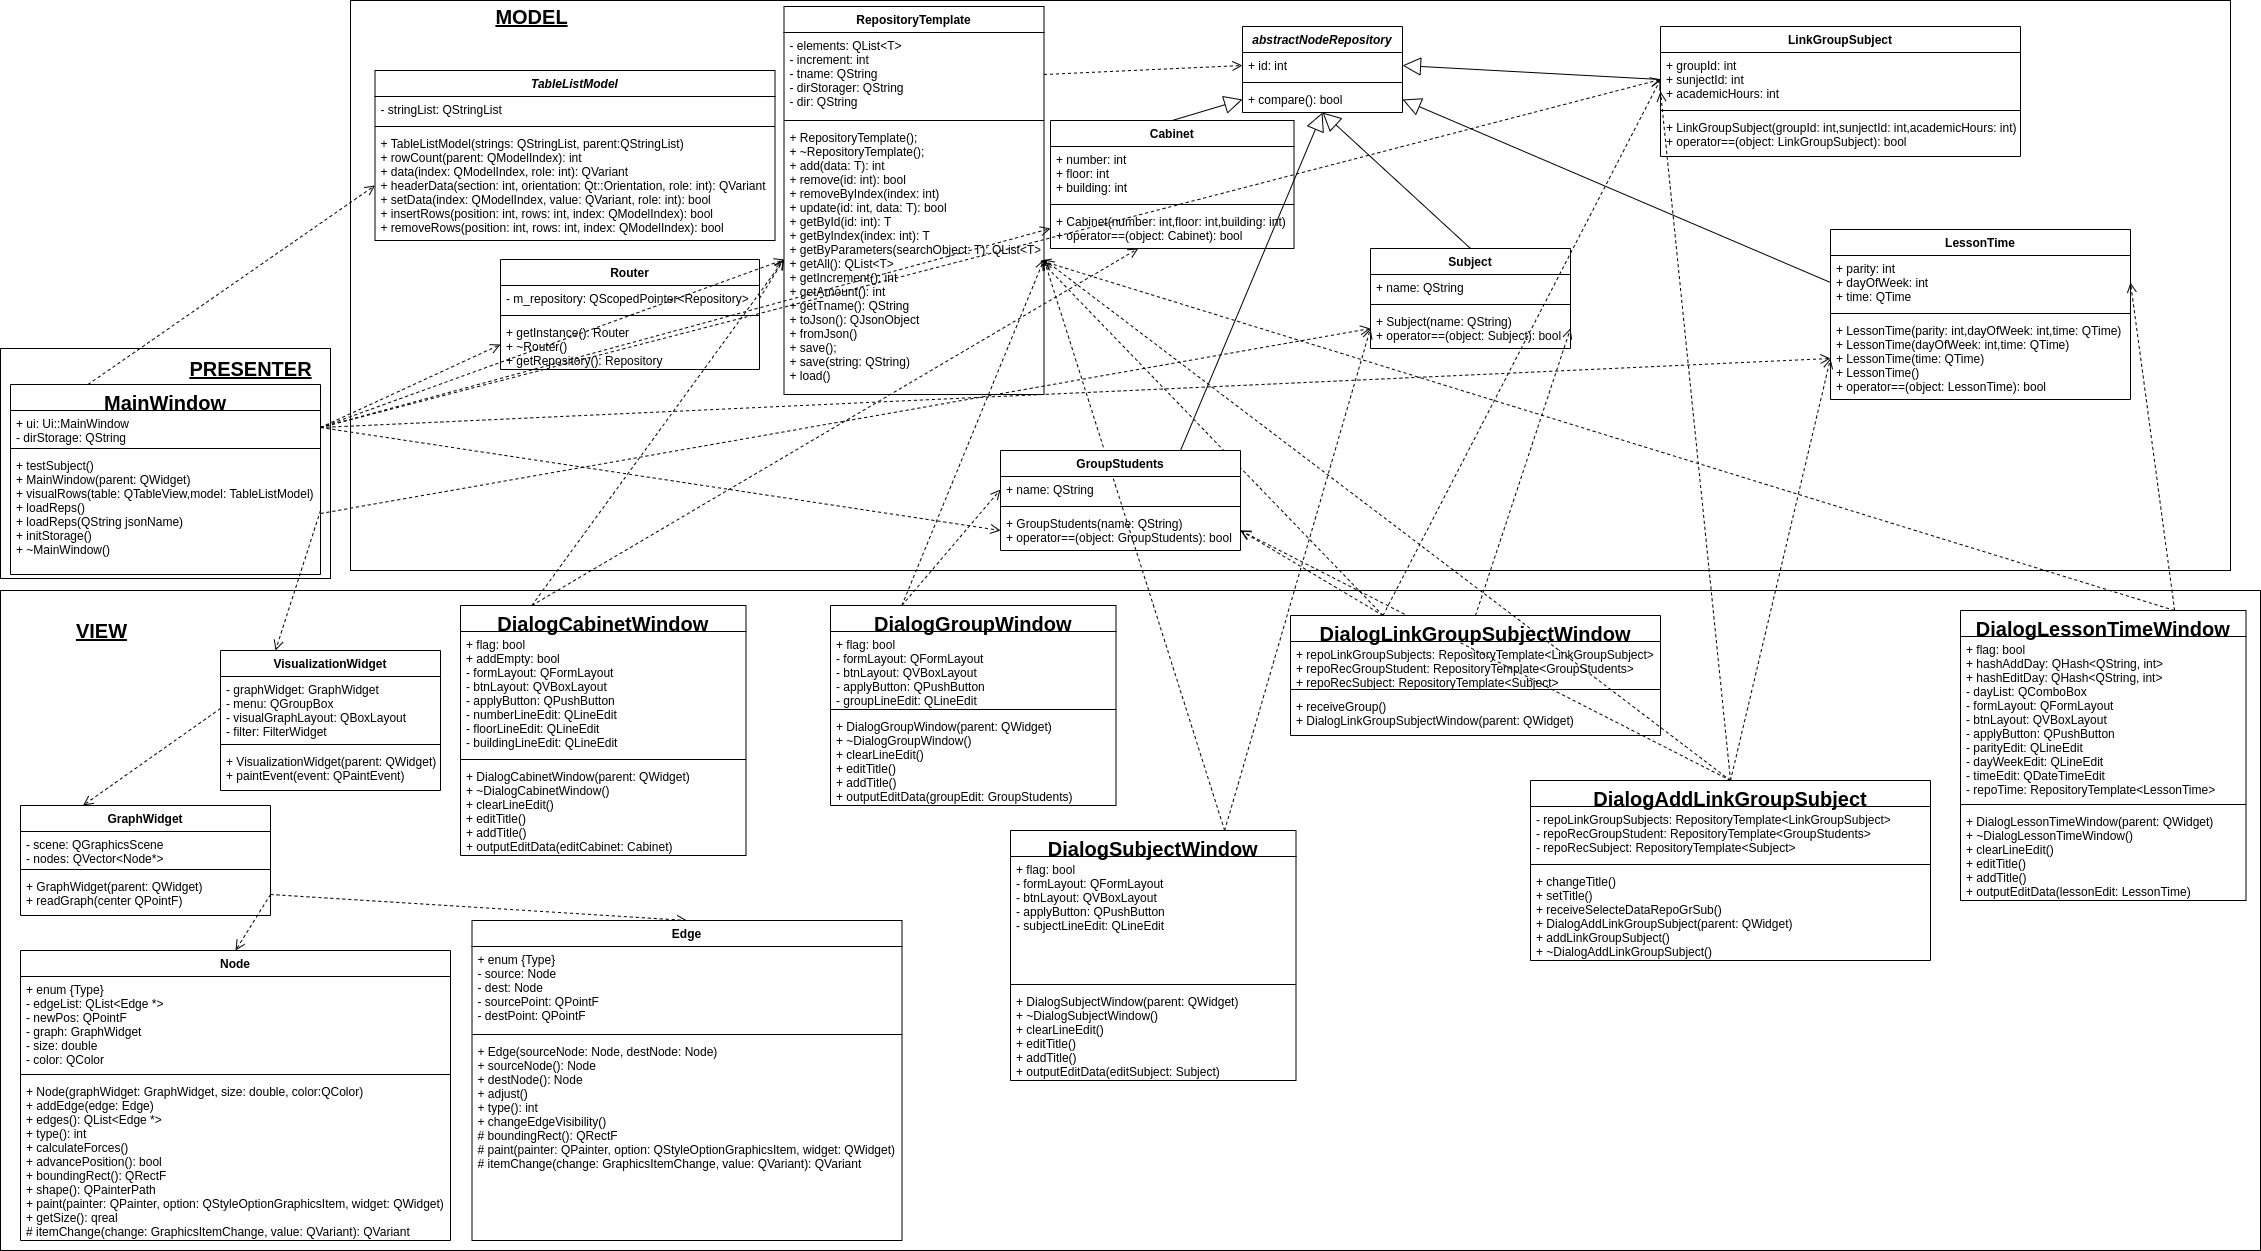 MODEL
TableListModel
- stringList: QStringList
+ TableListModel(strings: QStringList, parent:QStringList)
+ rowCount(parent: QModelIndex): int
+ data(index: QModelIndex, role: int): QVariant
+ headerData(section: int, orientation: Qt::Orientation, role: int): QVariant
+ setData(index: QModelIndex, value: QVariant, role: int): bool
+ insertRows(position: int, rows: int, index: QModelIndex): bool
+ removeRows(position: int, rows: int, index: QModelIndex): bool
Router
- m_repository: QScopedPointer<Repository>
+ getInstance(): Router
+ ~Router()
+ getRepository(): Repository
RepositoryTemplate
- elements: QList<T>
- increment: int
- tname: QString
- dirStorager: QString
- dir: QString
+ RepositoryTemplate();
+ ~RepositoryTemplate();
+ add(data: T): int
+ remove(id: int): bool
+ removeByIndex(index: int)
+ update(id: int, data: T): bool
+ getById(id: int): T
+ getByIndex(index: int): T
+ getByParameters(searchObject: T): QList<T>
+ getAll(): QList<T>
+ getIncrement(): int
+ getAmount(): int
+ getTname(): QString
+ toJson(): QJsonObject
+ fromJson()
+ save();
+ save(string: QString)
+ load()
abstractNodeRepository
+ id: int
+ compare(): bool
Cabinet
+ number: int
+ floor: int
+ building: int
+ Cabinet(number: int,floor: int,building: int)
+ operator==(object: Cabinet): bool
LinkGroupSubject
+ groupId: int
+ sunjectId: int
+ academicHours: int
+ LinkGroupSubject(groupId: int,sunjectId: int,academicHours: int)
+ operator==(object: LinkGroupSubject): bool
Subject
+ name: QString
+ Subject(name: QString)
+ operator==(object: Subject): bool
LessonTime
+ parity: int
+ dayOfWeek: int
+ time: QTime
+ LessonTime(parity: int,dayOfWeek: int,time: QTime)
+ LessonTime(dayOfWeek: int,time: QTime)
+ LessonTime(time: QTime)
+ LessonTime()
+ operator==(object: LessonTime): bool
GroupStudents
+ name: QString
+ GroupStudents(name: QString)
+ operator==(object: GroupStudents): bool
PRESENTER
MainWindow
+ ui: Ui::MainWindow
- dirStorage: QString
+ testSubject()
+ MainWindow(parent: QWidget)
+ visualRows(table: QTableView,model: TableListModel)
+ loadReps()
+ loadReps(QString jsonName)
+ initStorage()
+ ~MainWindow()
VIEW
VisualizationWidget
- graphWidget: GraphWidget
- menu: QGroupBox
- visualGraphLayout: QBoxLayout
- filter: FilterWidget
+ VisualizationWidget(parent: QWidget)
+ paintEvent(event: QPaintEvent)
GraphWidget
- scene: QGraphicsScene
- nodes: QVector<Node*>
+ GraphWidget(parent: QWidget)
+ readGraph(center QPointF)
Node
+ enum {Type}
- edgeList: QList<Edge *>
- newPos: QPointF
- graph: GraphWidget
- size: double
- color: QColor
+ Node(graphWidget: GraphWidget, size: double, color:QColor)
+ addEdge(edge: Edge)
+ edges(): QList<Edge *>
+ type(): int
+ calculateForces()
+ advancePosition(): bool
+ boundingRect(): QRectF
+ shape(): QPainterPath
+ paint(painter: QPainter, option: QStyleOptionGraphicsItem, widget: QWidget)
+ getSize(): qreal
# itemChange(change: GraphicsItemChange, value: QVariant): QVariant
DialogCabinetWindow
+ flag: bool
+ addEmpty: bool
- formLayout: QFormLayout
- btnLayout: QVBoxLayout
- applyButton: QPushButton
- numberLineEdit: QLineEdit
- floorLineEdit: QLineEdit
- buildingLineEdit: QLineEdit
+ DialogCabinetWindow(parent: QWidget)
+ ~DialogCabinetWindow()
+ clearLineEdit()
+ editTitle()
+ addTitle()
+ outputEditData(editCabinet: Cabinet)
Edge
+ enum {Type}
- source: Node
- dest: Node
- sourcePoint: QPointF
- destPoint: QPointF
+ Edge(sourceNode: Node, destNode: Node)
+ sourceNode(): Node
+ destNode(): Node
+ adjust()
+ type(): int
+ changeEdgeVisibility()
# boundingRect(): QRectF
# paint(painter: QPainter, option: QStyleOptionGraphicsItem, widget: QWidget)
# itemChange(change: GraphicsItemChange, value: QVariant): QVariant
DialogGroupWindow
+ flag: bool
- formLayout: QFormLayout
- btnLayout: QVBoxLayout
- applyButton: QPushButton
- groupLineEdit: QLineEdit
+ DialogGroupWindow(parent: QWidget)
+ ~DialogGroupWindow()
+ clearLineEdit()
+ editTitle()
+ addTitle()
+ outputEditData(groupEdit: GroupStudents)
DialogSubjectWindow
+ flag: bool
- formLayout: QFormLayout
- btnLayout: QVBoxLayout
- applyButton: QPushButton
- subjectLineEdit: QLineEdit
+ DialogSubjectWindow(parent: QWidget)
+ ~DialogSubjectWindow()
+ clearLineEdit()
+ editTitle()
+ addTitle()
+ outputEditData(editSubject: Subject)
DialogLinkGroupSubjectWindow
+ repoLinkGroupSubjects: RepositoryTemplate<LinkGroupSubject>
+ repoRecGroupStudent: RepositoryTemplate<GroupStudents>
+ repoRecSubject: RepositoryTemplate<Subject>
+ receiveGroup()
+ DialogLinkGroupSubjectWindow(parent: QWidget)
DialogAddLinkGroupSubject
- repoLinkGroupSubjects: RepositoryTemplate<LinkGroupSubject>
- repoRecGroupStudent: RepositoryTemplate<GroupStudents>
- repoRecSubject: RepositoryTemplate<Subject>
+ changeTitle()
+ setTitle()
+ receiveSelecteDataRepoGrSub()
+ DialogAddLinkGroupSubject(parent: QWidget)
+ addLinkGroupSubject()
+ ~DialogAddLinkGroupSubject()
DialogLessonTimeWindow
+ flag: bool
+ hashAddDay: QHash<QString, int>
+ hashEditDay: QHash<QString, int>
- dayList: QComboBox
- formLayout: QFormLayout
- btnLayout: QVBoxLayout
- applyButton: QPushButton
- parityEdit: QLineEdit
- dayWeekEdit: QLineEdit
- timeEdit: QDateTimeEdit
- repoTime: RepositoryTemplate<LessonTime>
+ DialogLessonTimeWindow(parent: QWidget)
+ ~DialogLessonTimeWindow()
+ clearLineEdit()
+ editTitle()
+ addTitle()
+ outputEditData(lessonEdit: LessonTime)